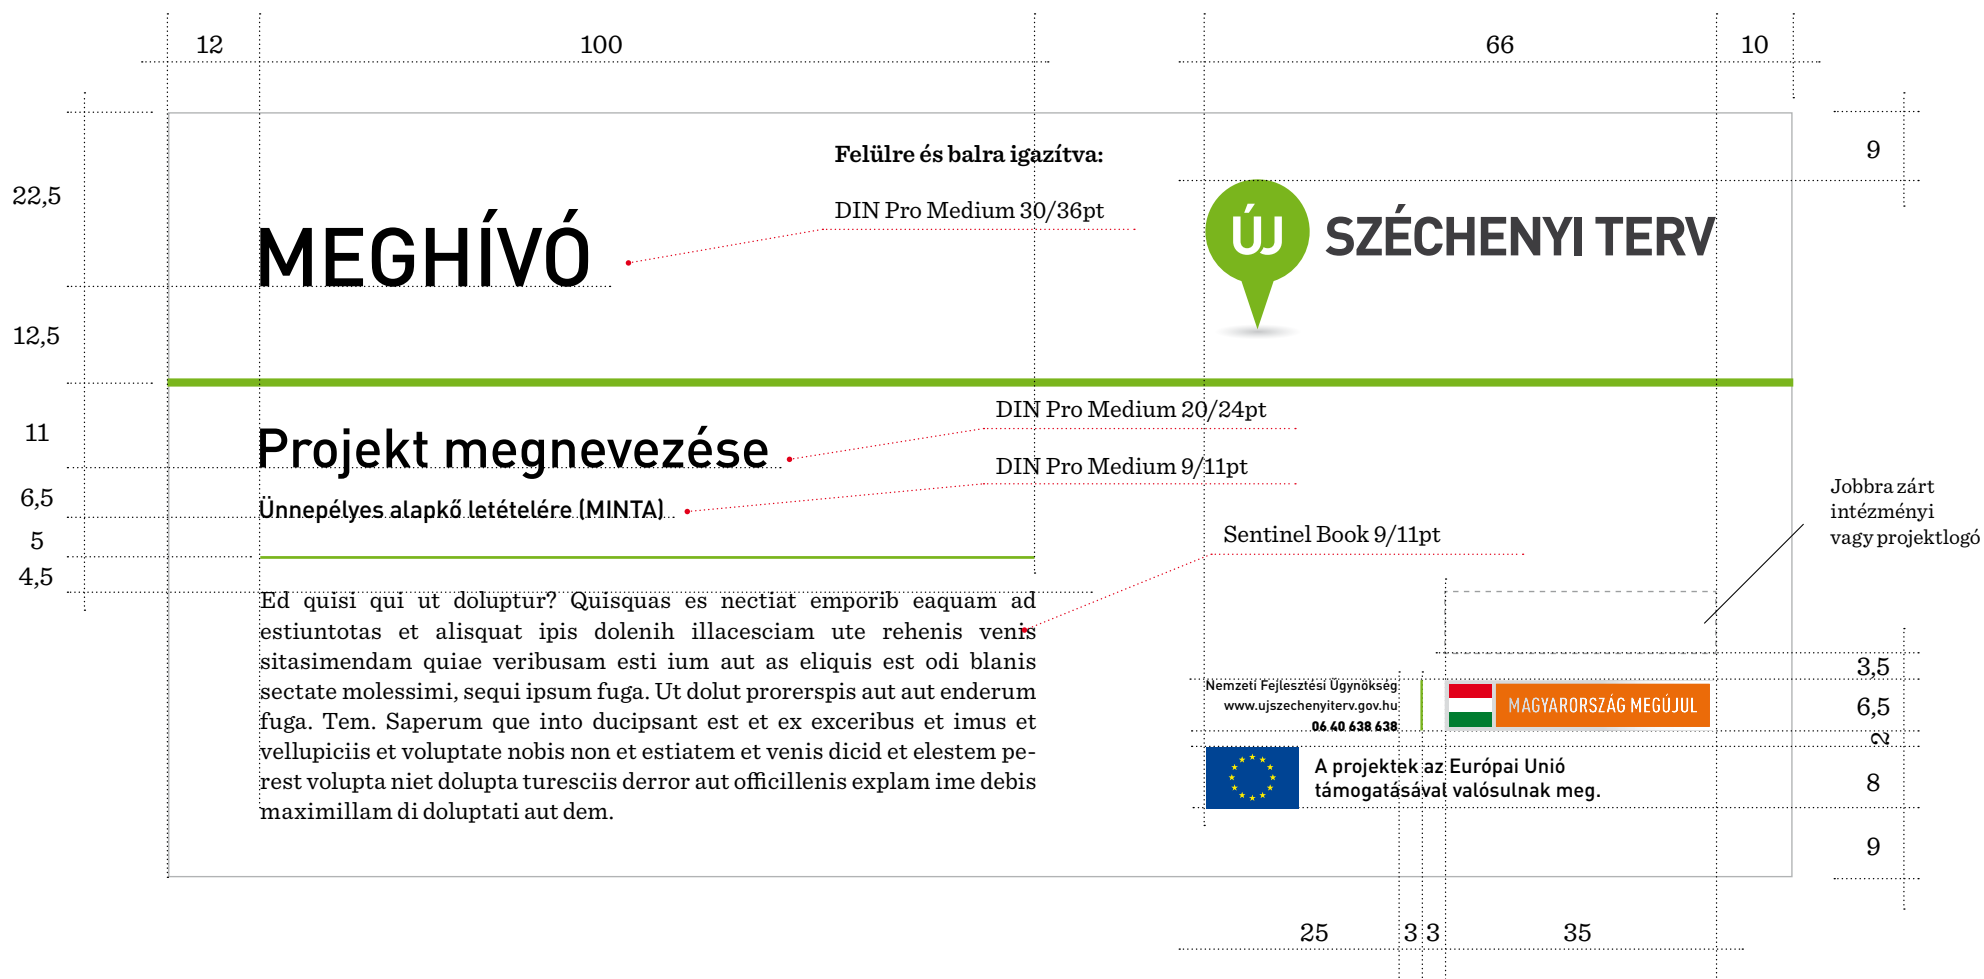 12
100
66
10
9
22,5
12,5
11
6,5
5
4,5
Felülre és balra igazítva:
DIN Pro Medium 30/36pt
MEGHÍVÓ
ÚJ SZÉCHENYI TERV
DIN Pro Medium 20/24pt
Projekt megnevezése
DIN Pro Medium 9/11pt
Ünnepélyes alapkő letételére (MINTA)
Sentinel Book 9/11pt
Jobbra zárt
intézményi
vagy projektlogó
Ed quisi qui ut doluptur? Quisquas es nectiat emporib eaquam ad
estiuntotas et alisquat ipis dolenih illacesciam ute rehenis venis
sitasimendam quiae veribusam esti ium aut as eliquis est odi blanis
sectate molessimi, sequi ipsum fuga. Ut dolut prorerspis aut aut enderum
fuga. Tem. Saperum que into ducipsant est et ex exceribus et imus et
vellupiciis et voluptate nobis non et estiatem et venis dicid et elestem pe-
rest volupta niet dolupta turesciis derror aut officillenis explam ime debis
maximillam di doluptati aut dem.
Nemzeti Fejlesztési Ügynökség
www.ujszechenyiterv.gov.hu
06 40 638 638
MAGYARORSZÁG MEGÚJUL
A projektek az Európai Unió
támogatásával valósulnak meg.
3,5
6,5
2
8
9
25
3
3
35